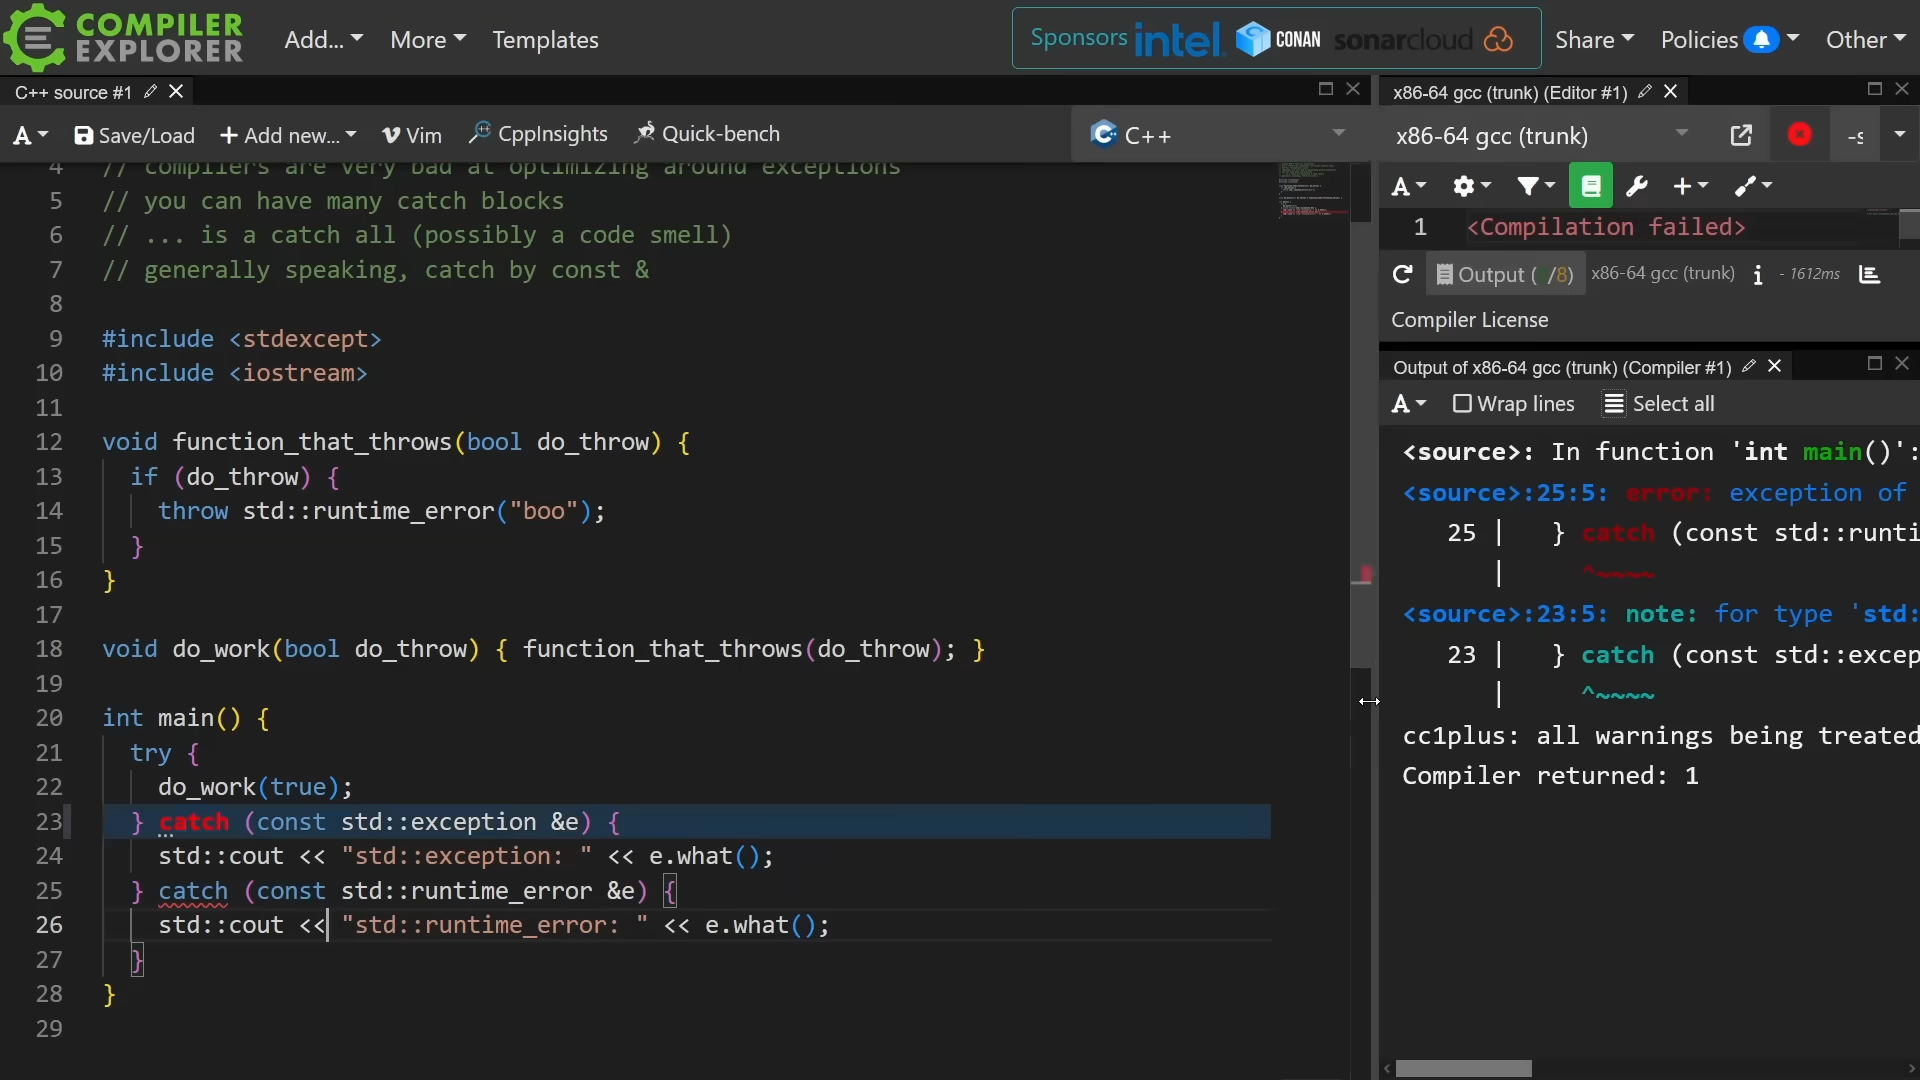 COMPILER EXPLORER
Add...
More
Templates
Sponsors intel. CONAN sonarcloud
Share
Policies
Other
C++ source #1
A
Save/Load
Add new...
Vim
CppInsights
Quick-bench
C++
4 // compilers are very bad at optimizing around exceptions
5 // you can have many catch blocks
6 // ... is a catch all (possibly a code smell)
7 // generally speaking, catch by const &
8
9 #include <stdexcept>
10 #include <iostream>
11
12 void function_that_throws(bool do_throw) {
13 if (do_throw) {
14 throw std::runtime_error("boo");
15 }
16 }
17
18 void do_work(bool do_throw) { function_that_throws(do_throw); }
19
20 int main() {
21 try {
22 do_work(true);
23 } catch (const std::exception &e) {
24 std::cout << "std::exception: " << e.what();
25 } catch (const std::runtime_error &e) {
26 std::cout << "std::runtime_error: " << e.what();
27 }
28 }
29
x86-64 gcc (trunk) (Editor #1)
x86-64 gcc (trunk)
-s
A
1 <Compilation failed>
Output ( /8) x86-64 gcc (trunk) i - 1612ms
Compiler License
Output of x86-64 gcc (trunk) (Compiler #1)
A Wrap lines Select all
<source>: In function 'int main()':
<source>:25:5: error: exception of
25 | } catch (const std::runti
| ^~~~~
<source>:23:5: note: for type 'std:
23 | } catch (const std::excep
| ^~~~~
cc1plus: all warnings being treated
Compiler returned: 1